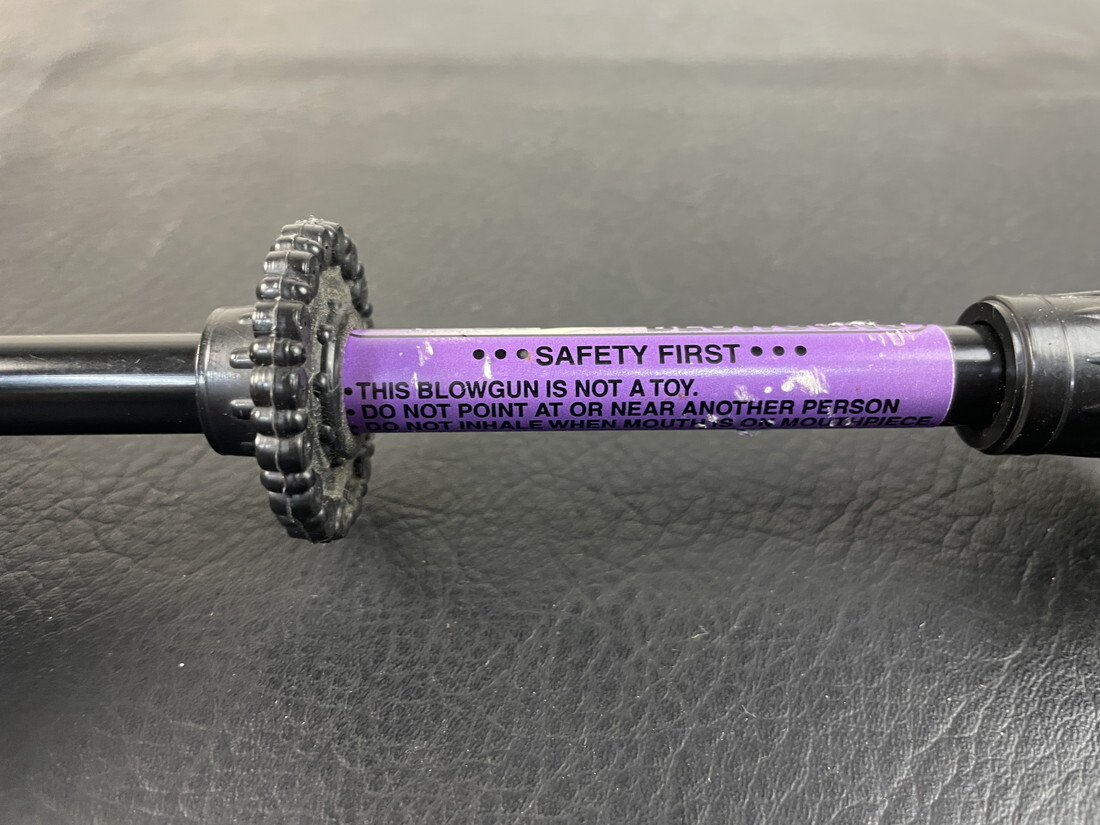 •••SAFETY FIRST•••
•THIS BLOWGUN IS NOT A TOY.
• DO NOT POINT AT OR NEAR ANOTHER PERSON
• DO NOT INHALE WHEN MOUTH IS ON MOUTHPIECE